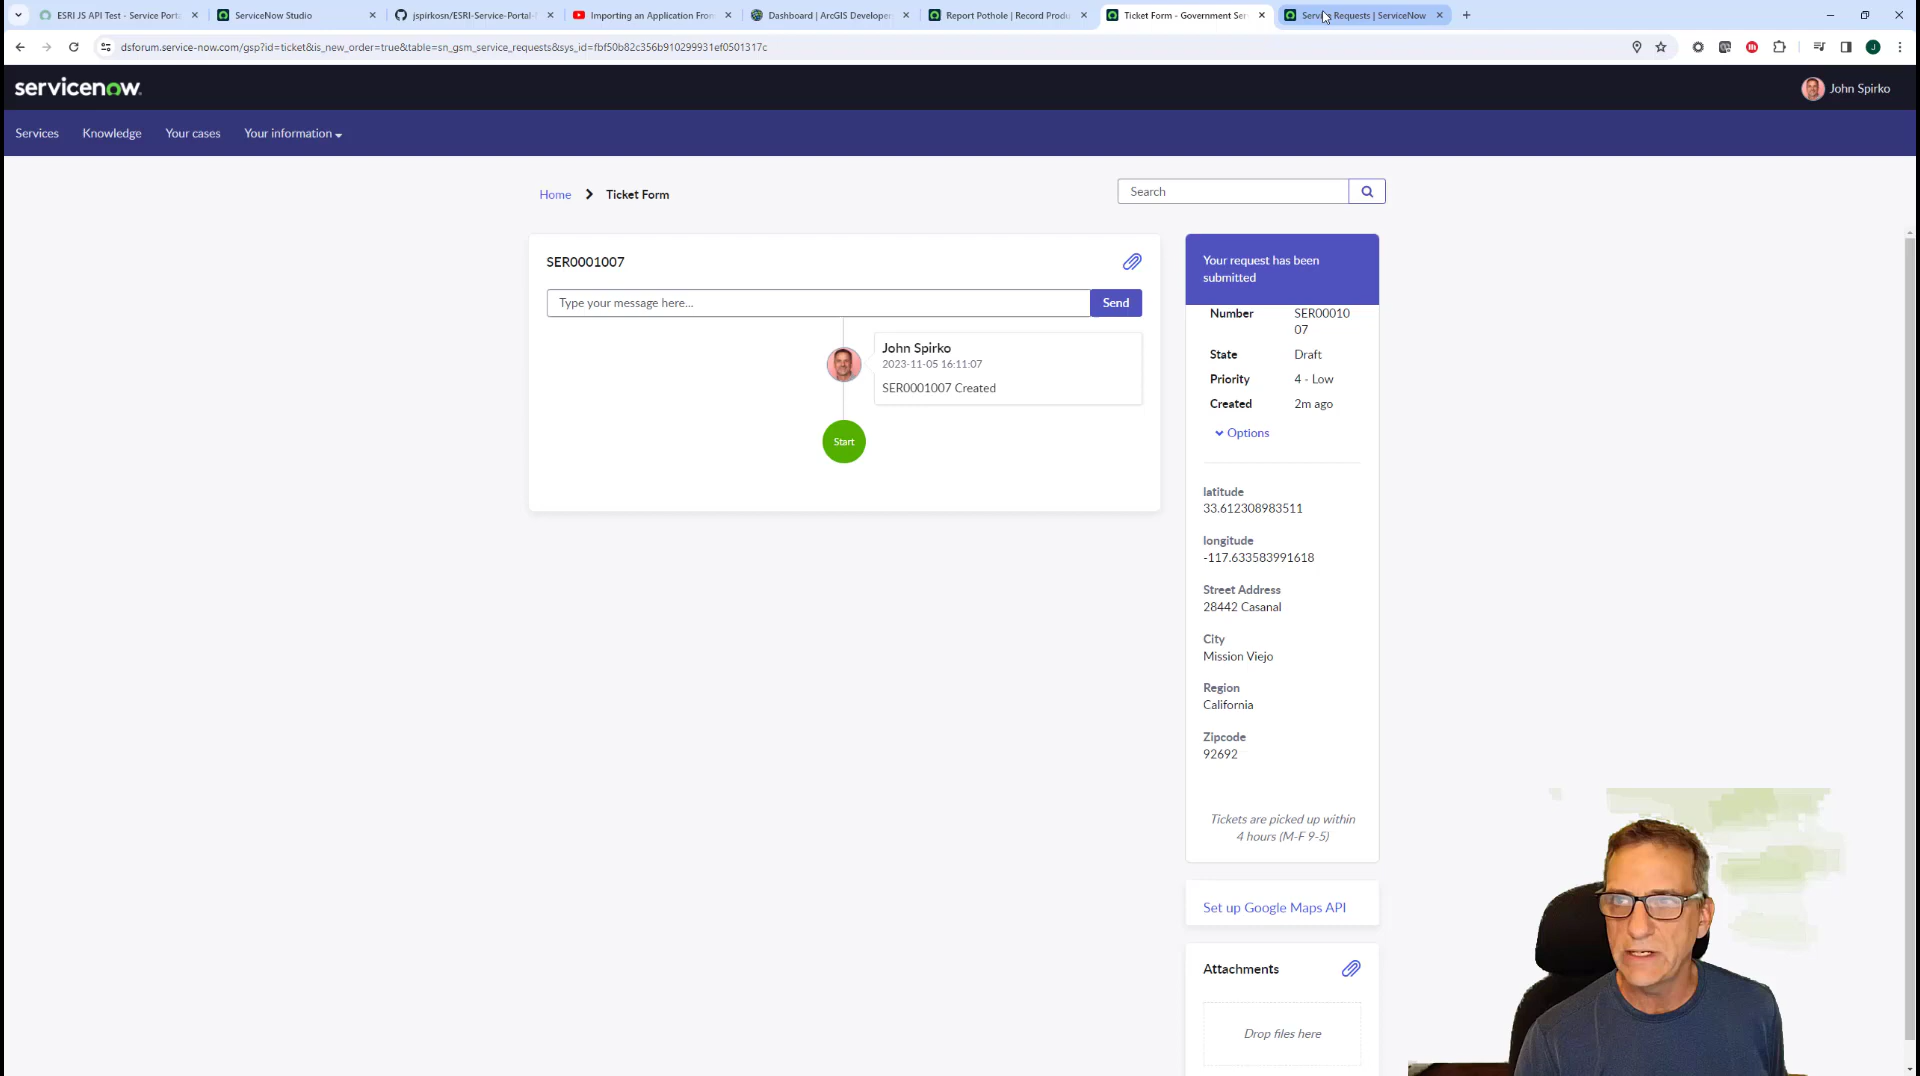 ESRI JS API Test - Service Porta
ServiceNow Studio
jspirkosn/ESRI-Service-Portal-
Importing an Application From
Dashboard | ArcGIS Developers
Report Pothole | Record Produ
Ticket Form - Government Ser
Service Requests | ServiceNow
dsforum.service-now.com/gsp?id=ticket&is_new_order=true&table=sn_gsm_service_requests&sys_id=fbf50b82c356b910299931ef0501317c
J
servicenow
John Spirko
Services
Knowledge
Your cases
Your information
Home
Ticket Form
Search
SER0001007
Type your message here...
Send
John Spirko
2023-11-05 16:11:07
SER0001007 Created
Start
Your request has been
submitted
Number
SER00010
07
State
Draft
Priority
4 - Low
Created
2m ago
Options
latitude
33.612308983511
longitude
-117.633583991618
Street Address
28442 Casanal
City
Mission Viejo
Region
California
Zipcode
92692
Tickets are picked up within
4 hours (M-F 9-5)
Set up Google Maps API
Attachments
Drop files here